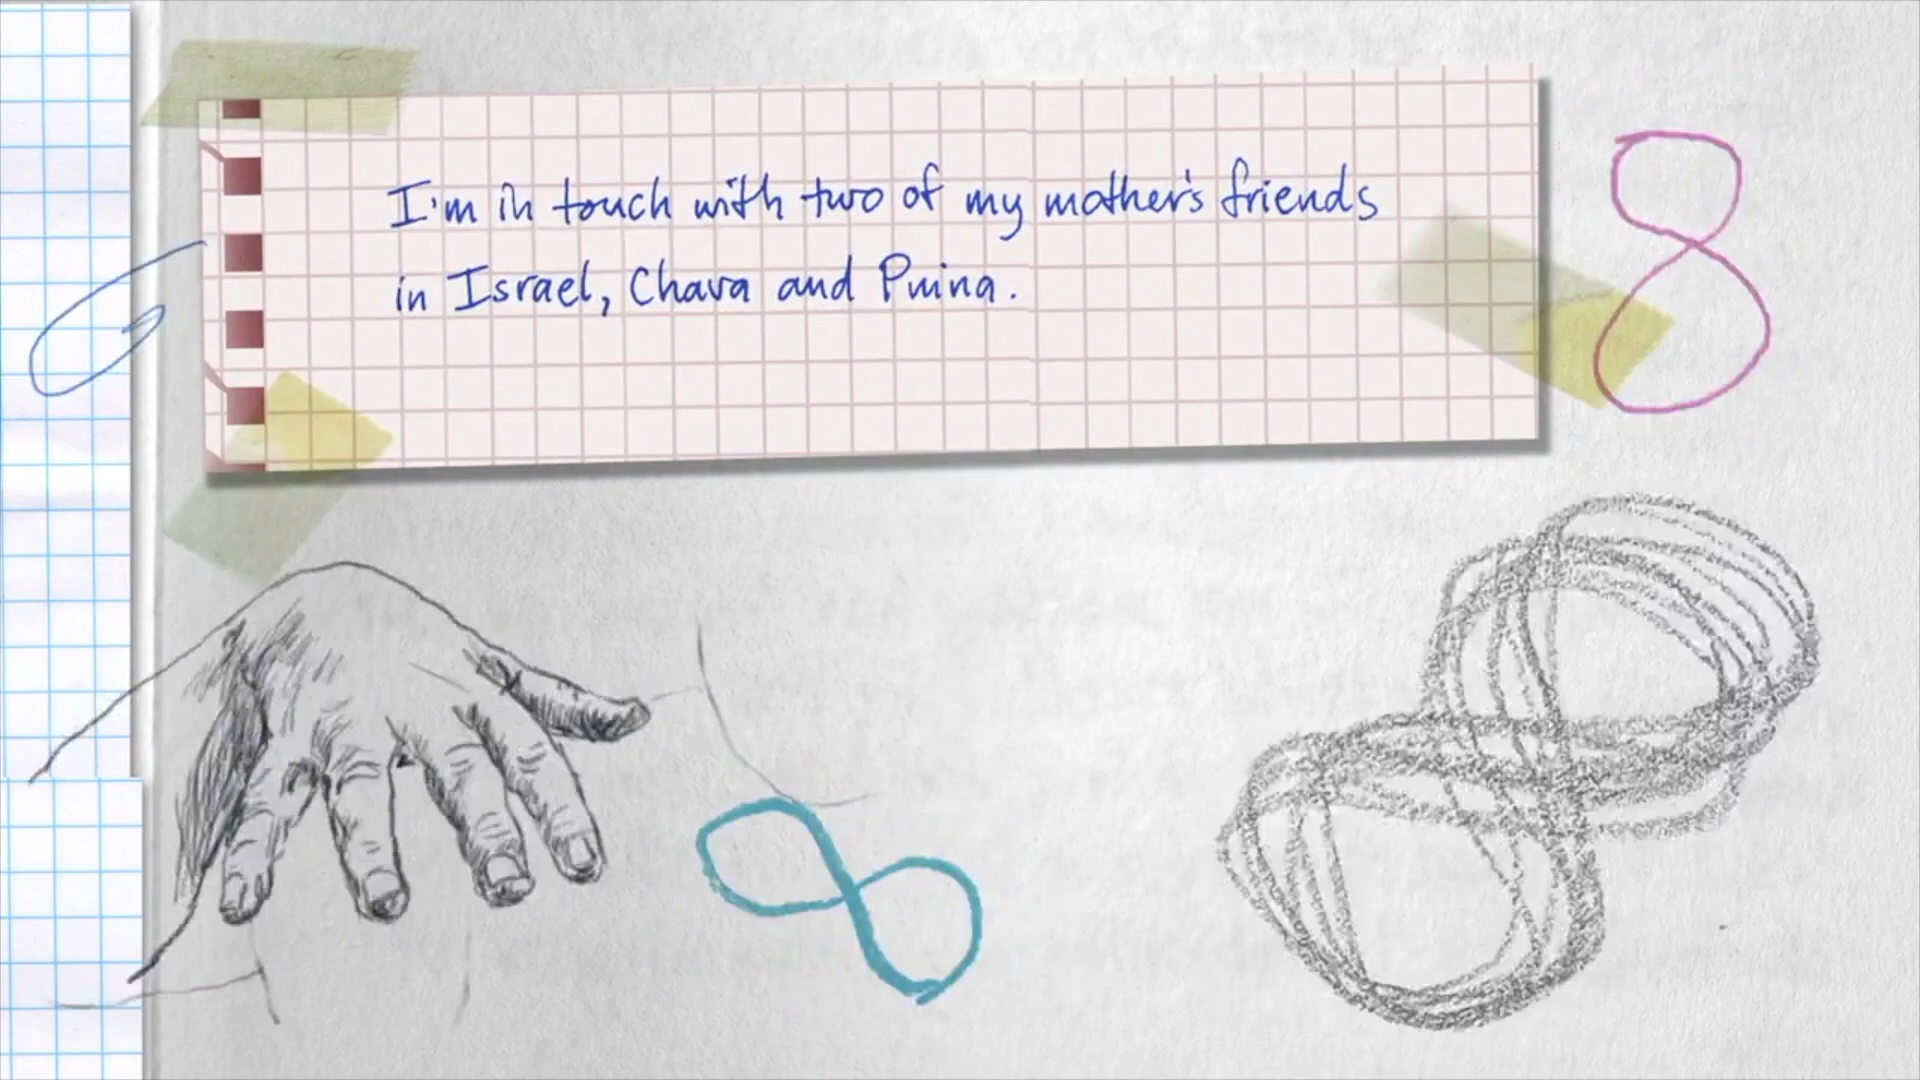 I'm in touch with two of my mother's friends
in Israel, Chava and Pnina.